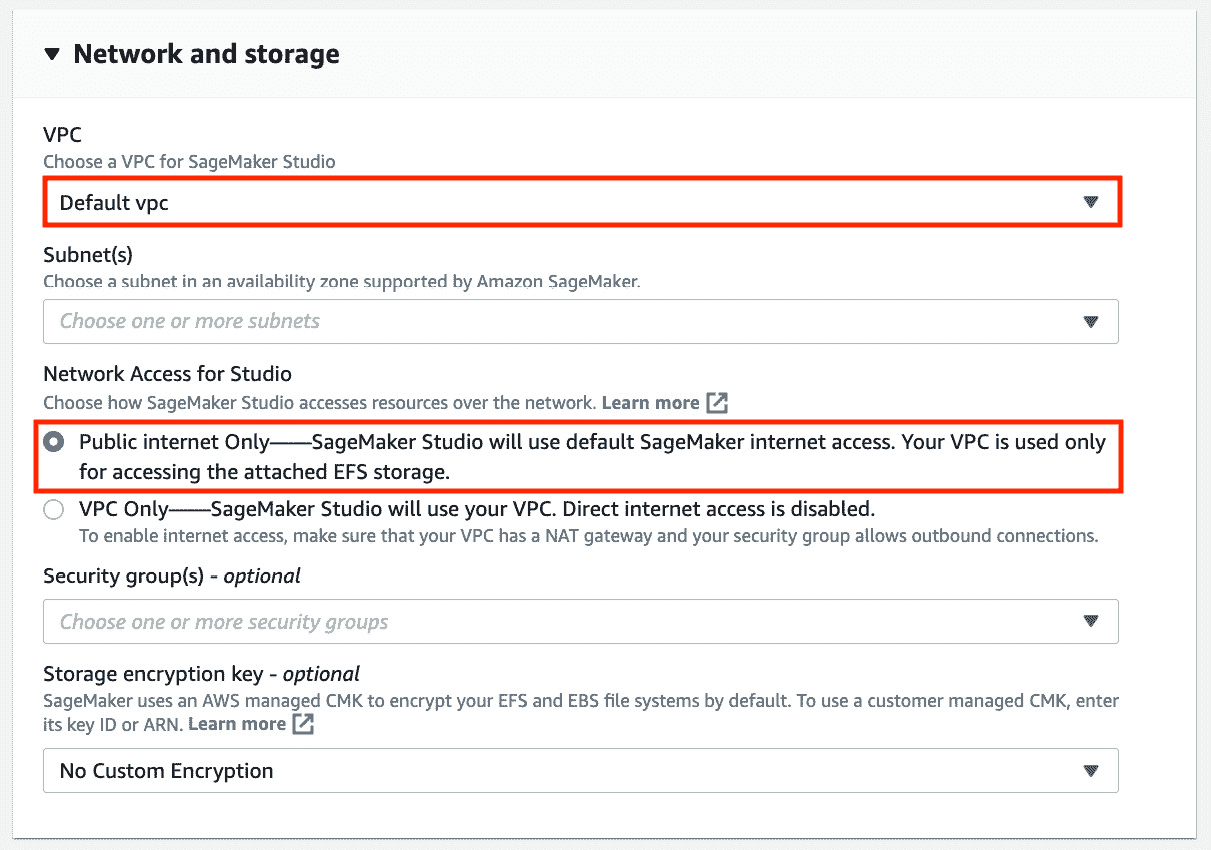 Network and storage
VPC
Choose a VPC for SageMaker Studio
Default vpc
Subnet(s)
Choose a subnet in an availability zone supported by Amazon SageMaker.
Choose one or more subnets
Network Access for Studio
Choose how SageMaker Studio accesses resources over the network. Learn more
Public internet Only——SageMaker Studio will use default SageMaker internet access. Your VPC is used only
for accessing the attached EFS storage.
VPC Only——SageMaker Studio will use your VPC. Direct internet access is disabled.
To enable internet access, make sure that your VPC has a NAT gateway and your security group allows outbound connections.
Security group(s) - optional
Choose one or more security groups
Storage encryption key - optional
SageMaker uses an AWS managed CMK to encrypt your EFS and EBS file systems by default. To use a customer managed CMK, enter
its key ID or ARN. Learn more
No Custom Encryption